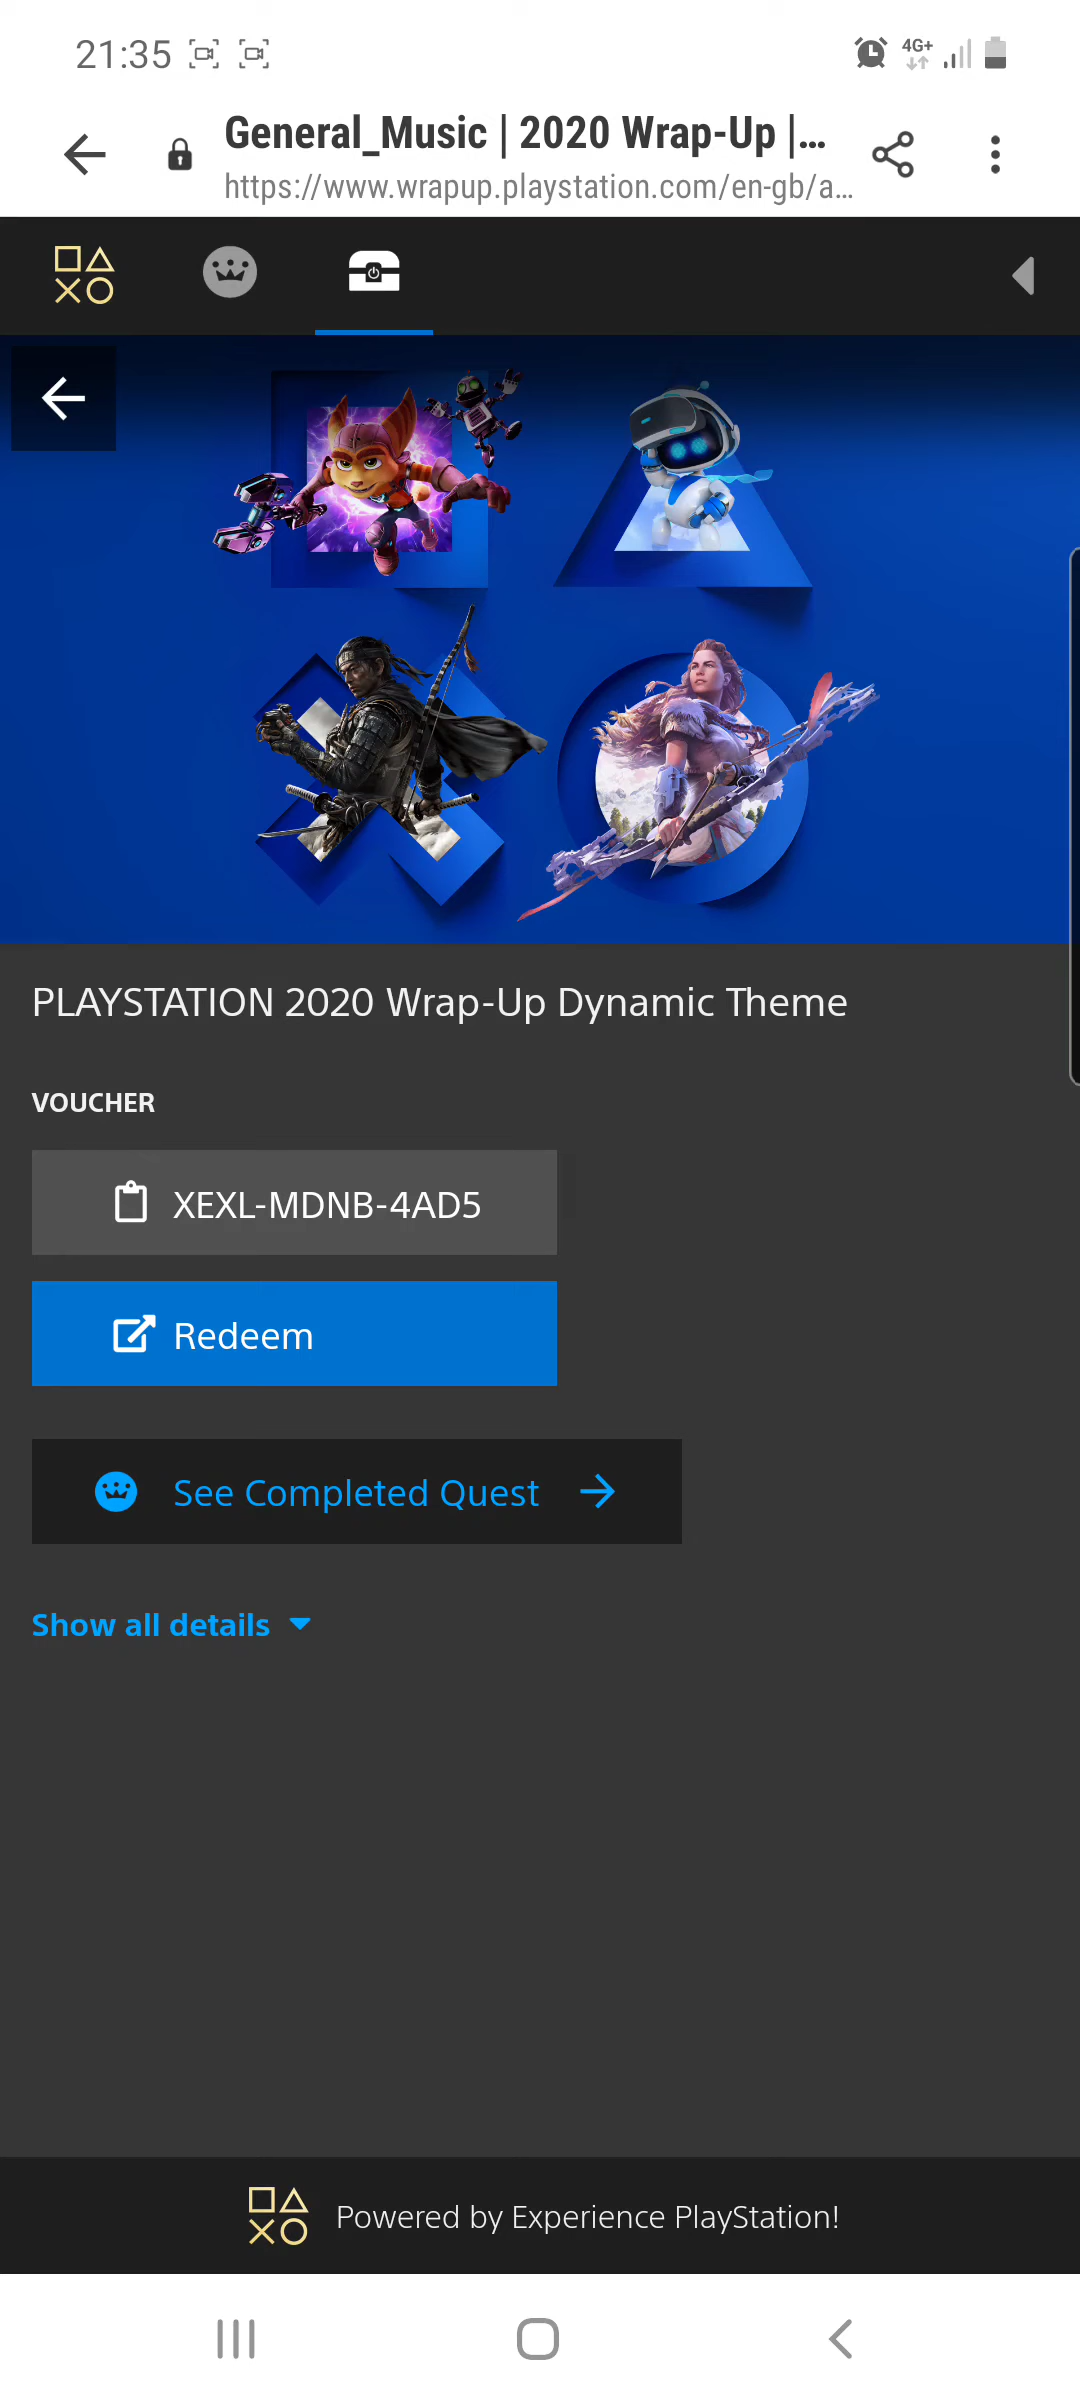 21:35
4G+
General_Music | 2020 Wrap-Up |...
https://www.wrapup.playstation.com/en-gb/a...
PLAYSTATION 2020 Wrap-Up Dynamic Theme
VOUCHER
XEXL-MDNB-4AD5
Redeem
See Completed Quest
Show all details
Powered by Experience PlayStation!